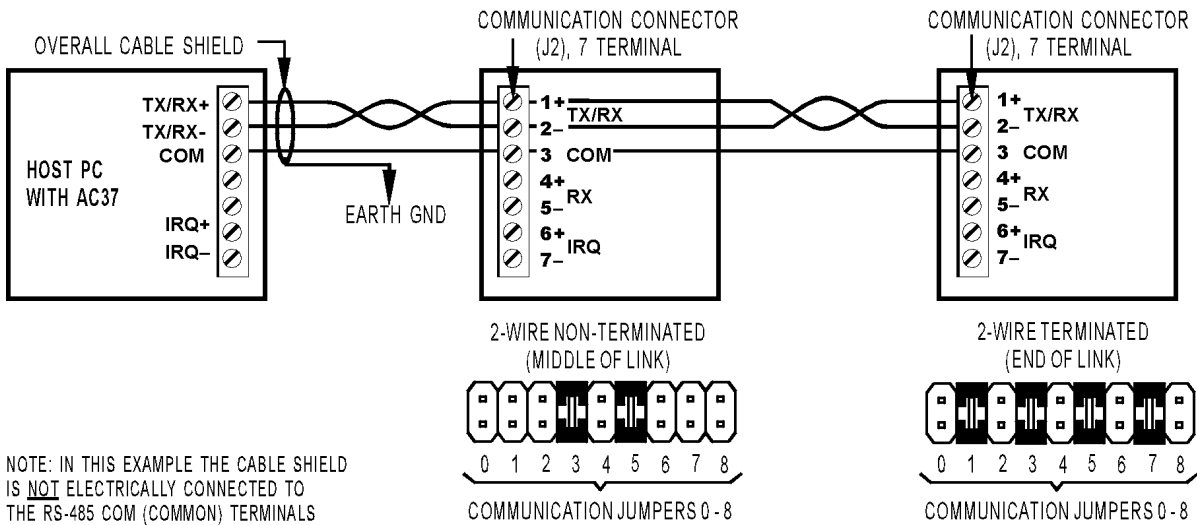 OVERALL CABLE SHIELD
COMMUNICATION CONNECTOR
(J2), 7 TERMINAL
COMMUNICATION CONNECTOR
(J2), 7 TERMINAL
HOST PC
WITH AC37
TX/RX+
TX/RX-
COM
IRQ+
IRQ–
EARTH GND
1+
TX/RX
2–
3 COM
4+
RX
5–
6+
IRQ
7–
1+
TX/RX
2–
3 COM
4+
RX
5–
6+
IRQ
7–
2-WIRE NON-TERMINATED
(MIDDLE OF LINK)
0 1 2 3 4 5 6 7 8
COMMUNICATION JUMPERS 0 - 8
2-WIRE TERMINATED
(END OF LINK)
0 1 2 3 4 5 6 7 8
COMMUNICATION JUMPERS 0 - 8
NOTE: IN THIS EXAMPLE THE CABLE SHIELD
IS NOT ELECTRICALLY CONNECTED TO
THE RS-485 COM (COMMON) TERMINALS